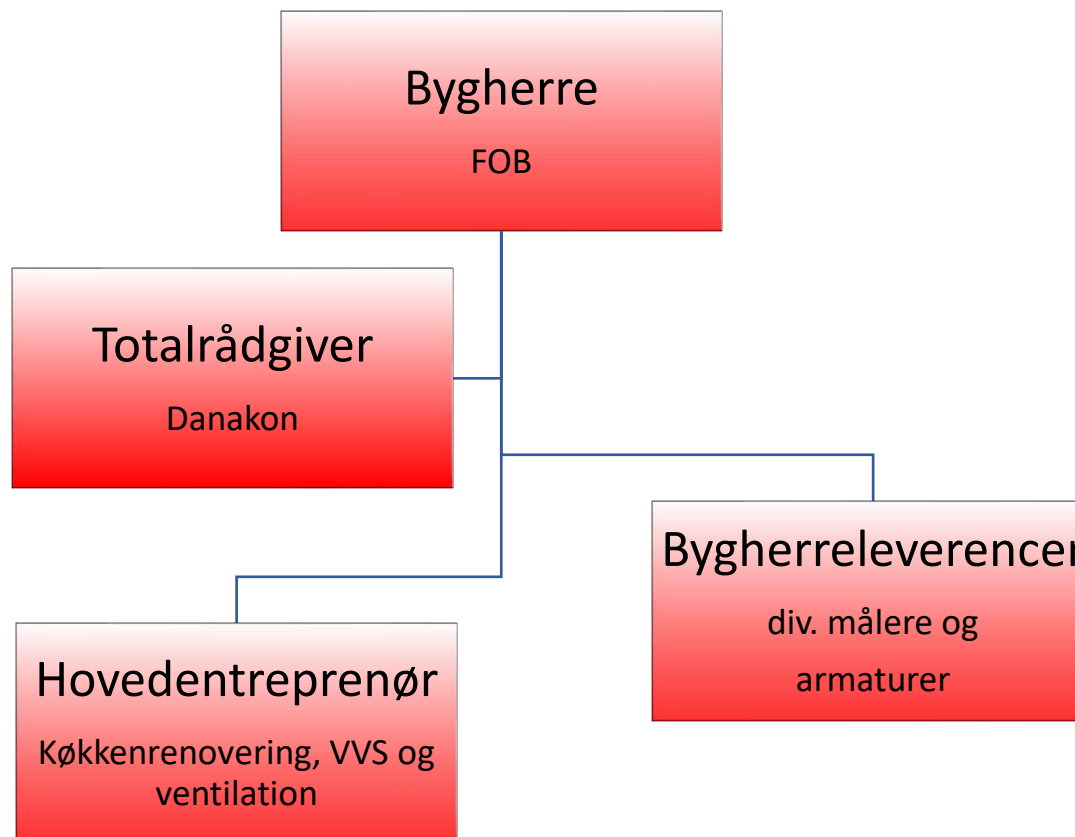 Bygherre
FOB
Totalrådgiver
Danakon
Bygherreleverencer
div. målere og
armaturer
Hovedentreprenør
Køkkenrenovering, VVS og
ventilation